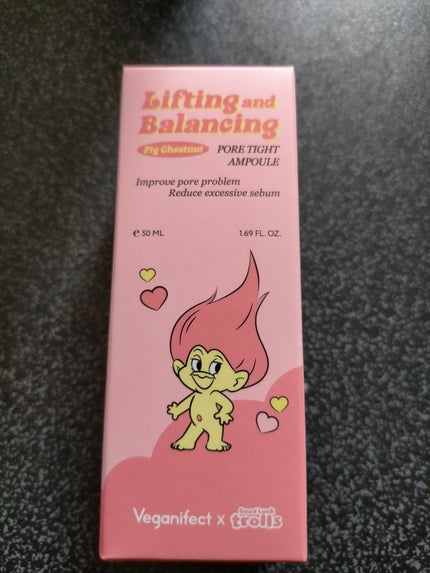 Lifting and
Balancing
Fig Chestnut PORE TIGHT
AMPOULE
Improve pore problem
Reduce excessive sebum
℮ 50 ML 1.69 FL. OZ.
Veganifect x Good Luck trolls